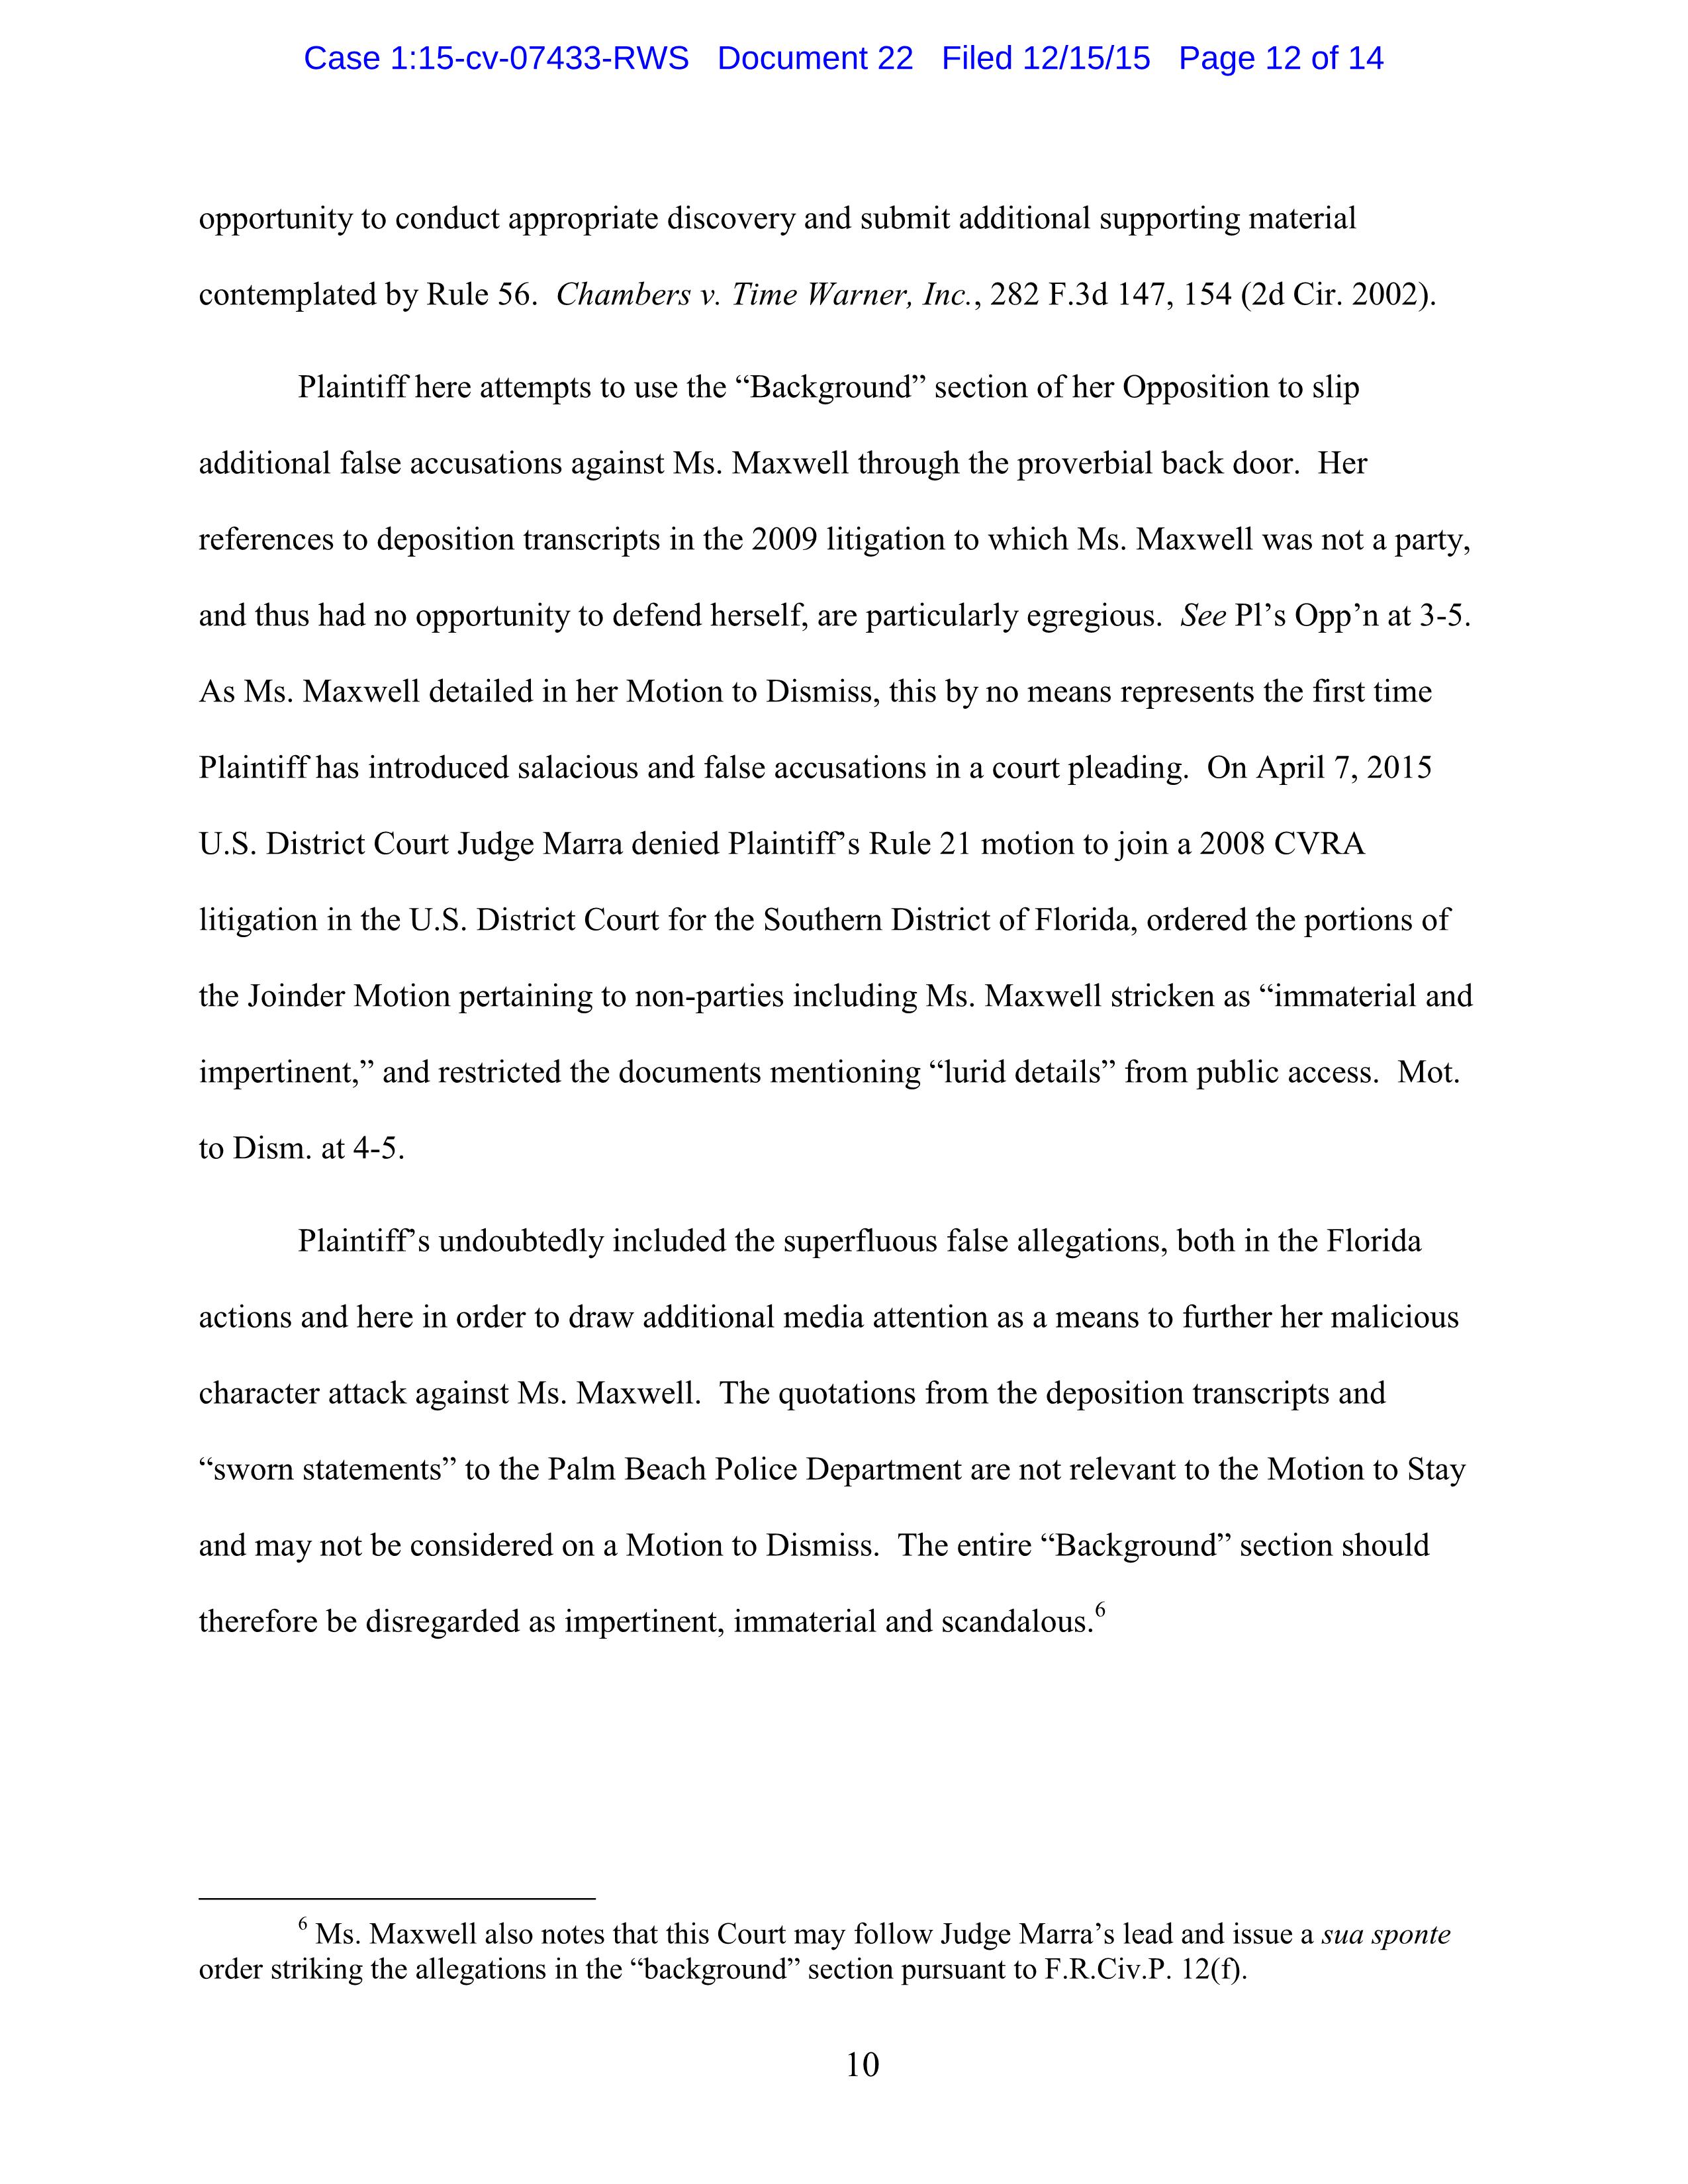 Case 1:15-cv-07433-RWS Document 22 Filed 12/15/15 Page 12 of 14
opportunity to conduct appropriate discovery and submit additional supporting material
contemplated by Rule 56. Chambers v. Time Warner, Inc., 282 F.3d 147, 154 (2d Cir. 2002).
Plaintiff here attempts to use the “Background” section of her Opposition to slip
additional false accusations against Ms. Maxwell through the proverbial back door. Her
references to deposition transcripts in the 2009 litigation to which Ms. Maxwell was not a party,
and thus had no opportunity to defend herself, are particularly egregious. See Pl’s Opp’n at 3-5.
As Ms. Maxwell detailed in her Motion to Dismiss, this by no means represents the first time
Plaintiff has introduced salacious and false accusations in a court pleading. On April 7, 2015
U.S. District Court Judge Marra denied Plaintiff’s Rule 21 motion to join a 2008 CVRA
litigation in the U.S. District Court for the Southern District of Florida, ordered the portions of
the Joinder Motion pertaining to non-parties including Ms. Maxwell stricken as “immaterial and
impertinent,” and restricted the documents mentioning “lurid details” from public access. Mot.
to Dism. at 4-5.
Plaintiff’s undoubtedly included the superfluous false allegations, both in the Florida
actions and here in order to draw additional media attention as a means to further her malicious
character attack against Ms. Maxwell. The quotations from the deposition transcripts and
“sworn statements” to the Palm Beach Police Department are not relevant to the Motion to Stay
and may not be considered on a Motion to Dismiss. The entire “Background” section should
therefore be disregarded as impertinent, immaterial and scandalous.6
6 Ms. Maxwell also notes that this Court may follow Judge Marra’s lead and issue a sua sponte
order striking the allegations in the “background” section pursuant to F.R.Civ.P. 12(f).
10